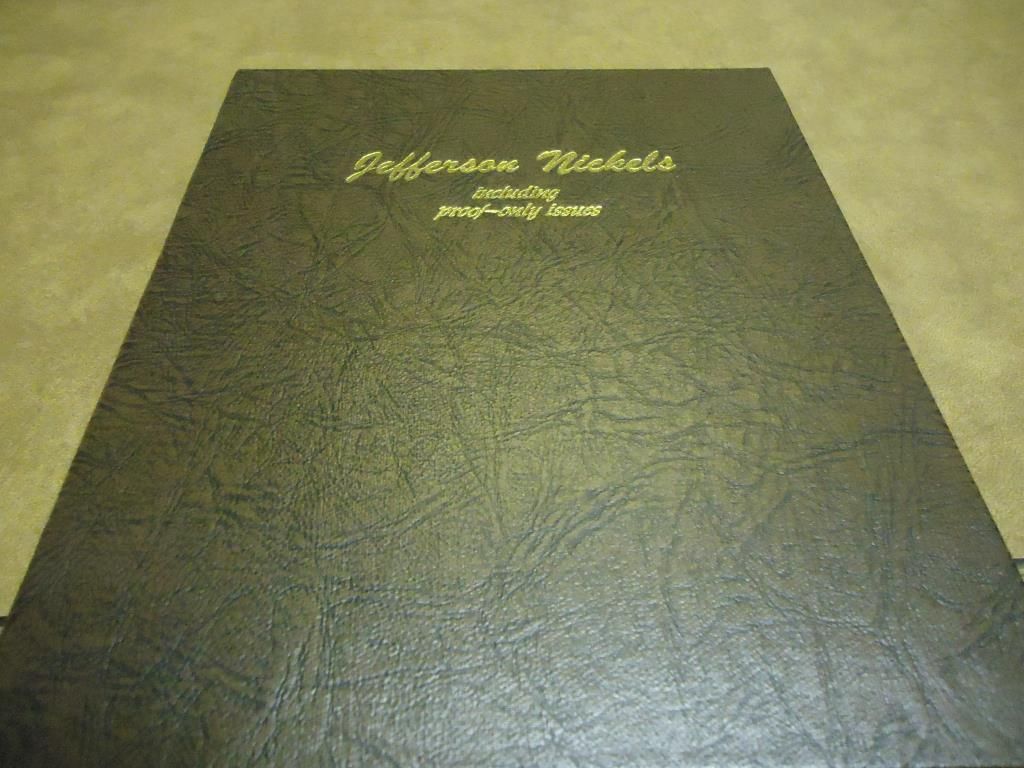 Jefferson Nickels
including
proof-only issues